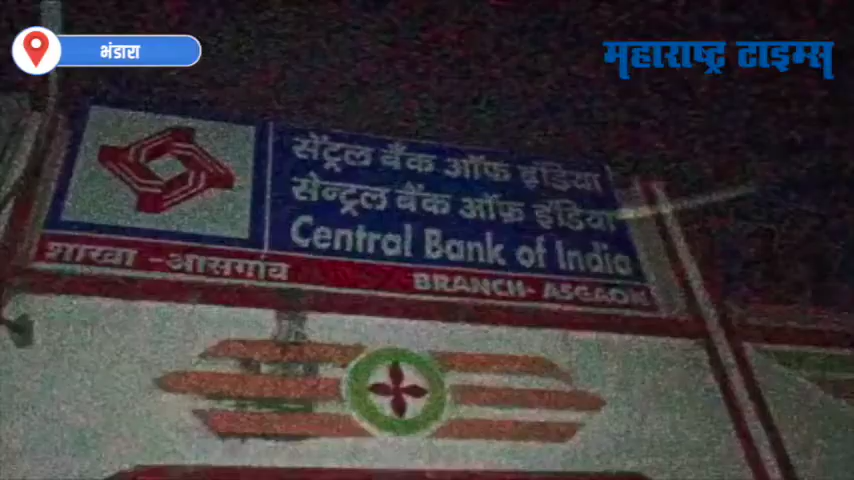 भंडारा
महाराष्ट्र टाइम्स
सेंट्रल बँक ऑफ इंडिया
सेन्ट्रल बैंक ऑफ़ इंडिया
Central Bank of India
शाखा -आसगांव BRANCH- ASGAON